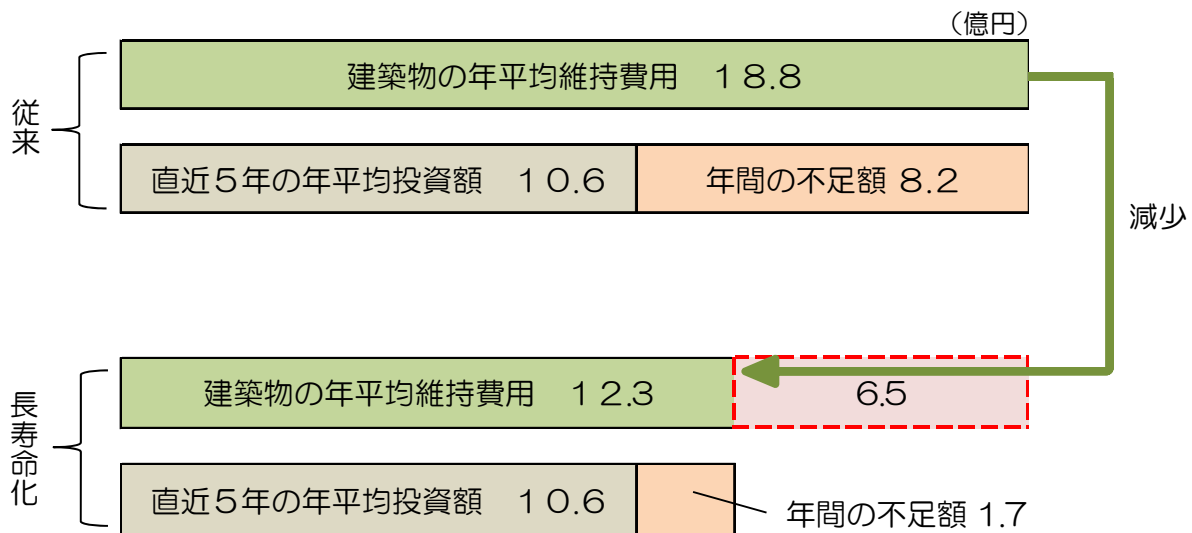 （億円）
従来
建築物の年平均維持費用　１８.８
直近５年の年平均投資額　１０.６
年間の不足額 ８.２
減少
長寿命化
建築物の年平均維持費用　１２.３
６.５
直近５年の年平均投資額　１０.６
年間の不足額 １.７